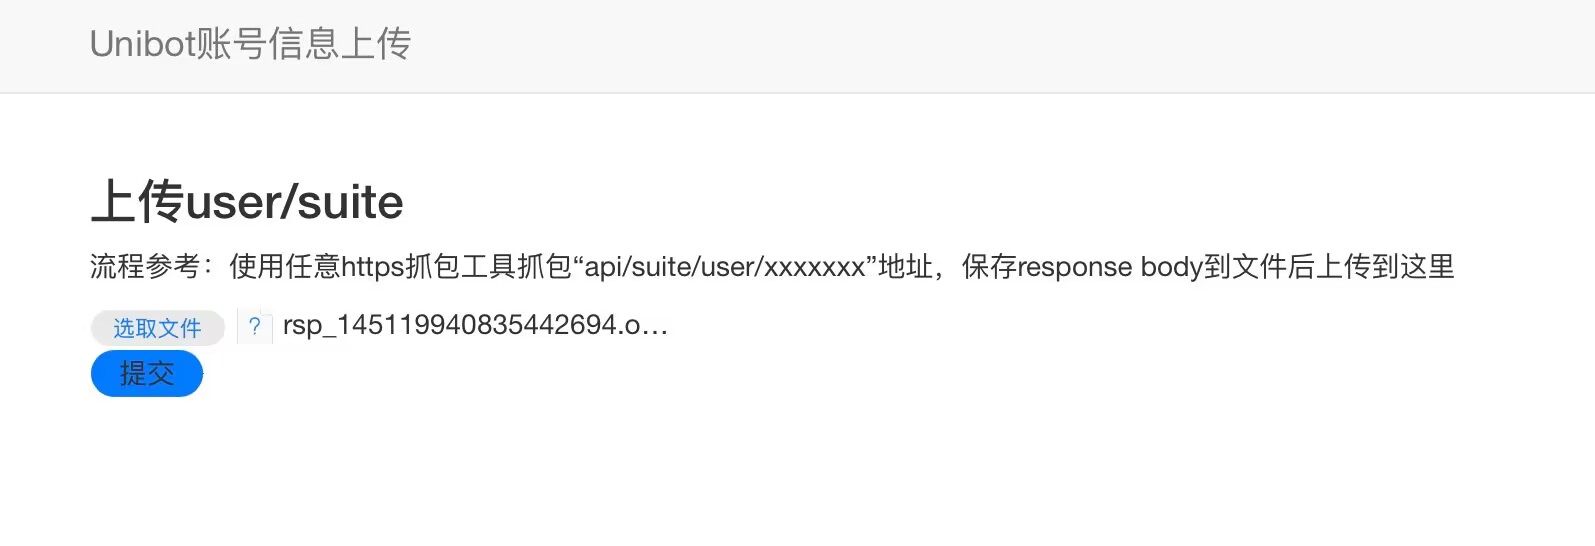 Unibot账号信息上传
上传user/suite
流程参考：使用任意https抓包工具抓包“api/suite/user/xxxxxxx”地址，保存response body到文件后上传到这里
选取文件 ? rsp_145119940835442694.o…
提交